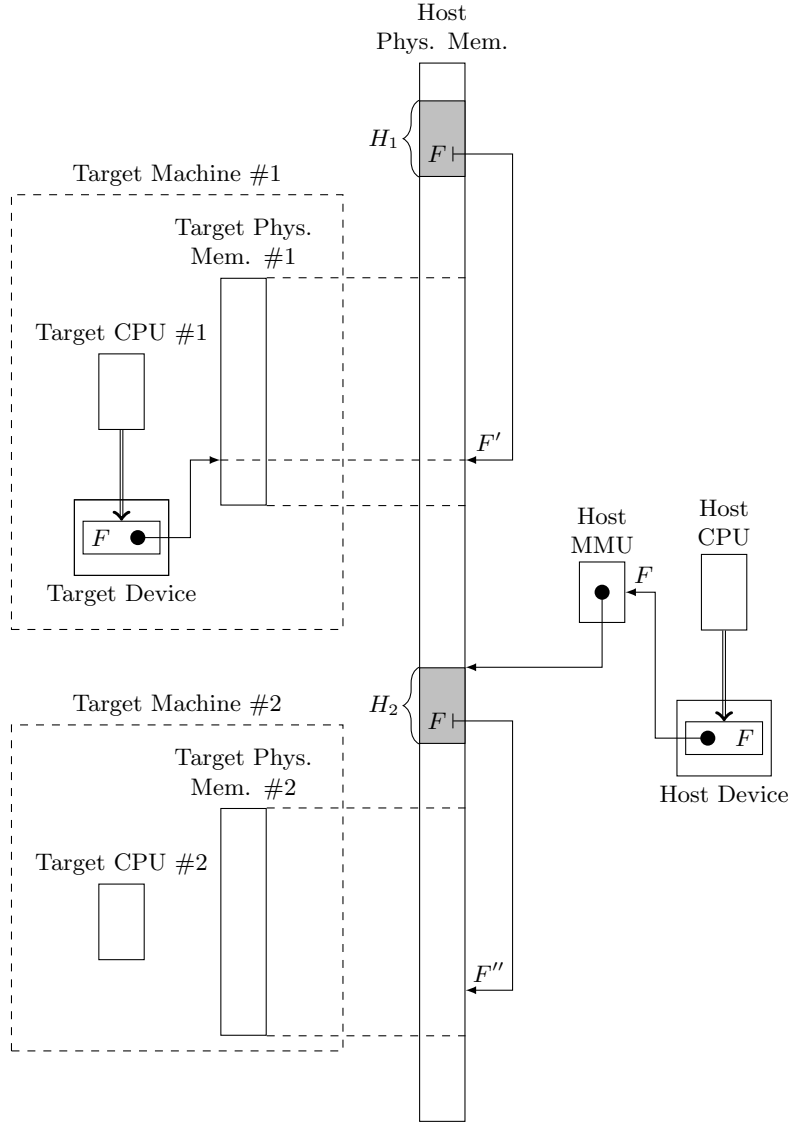 Host
Phys. Mem.
H₁
F
Target Machine #1
Target Phys.
Mem. #1
Target CPU #1
F′
F
Target Device
Host
MMU
Host
CPU
F
Target Machine #2
H₂
F
F
Target Phys.
Mem. #2
Host Device
Target CPU #2
F′′